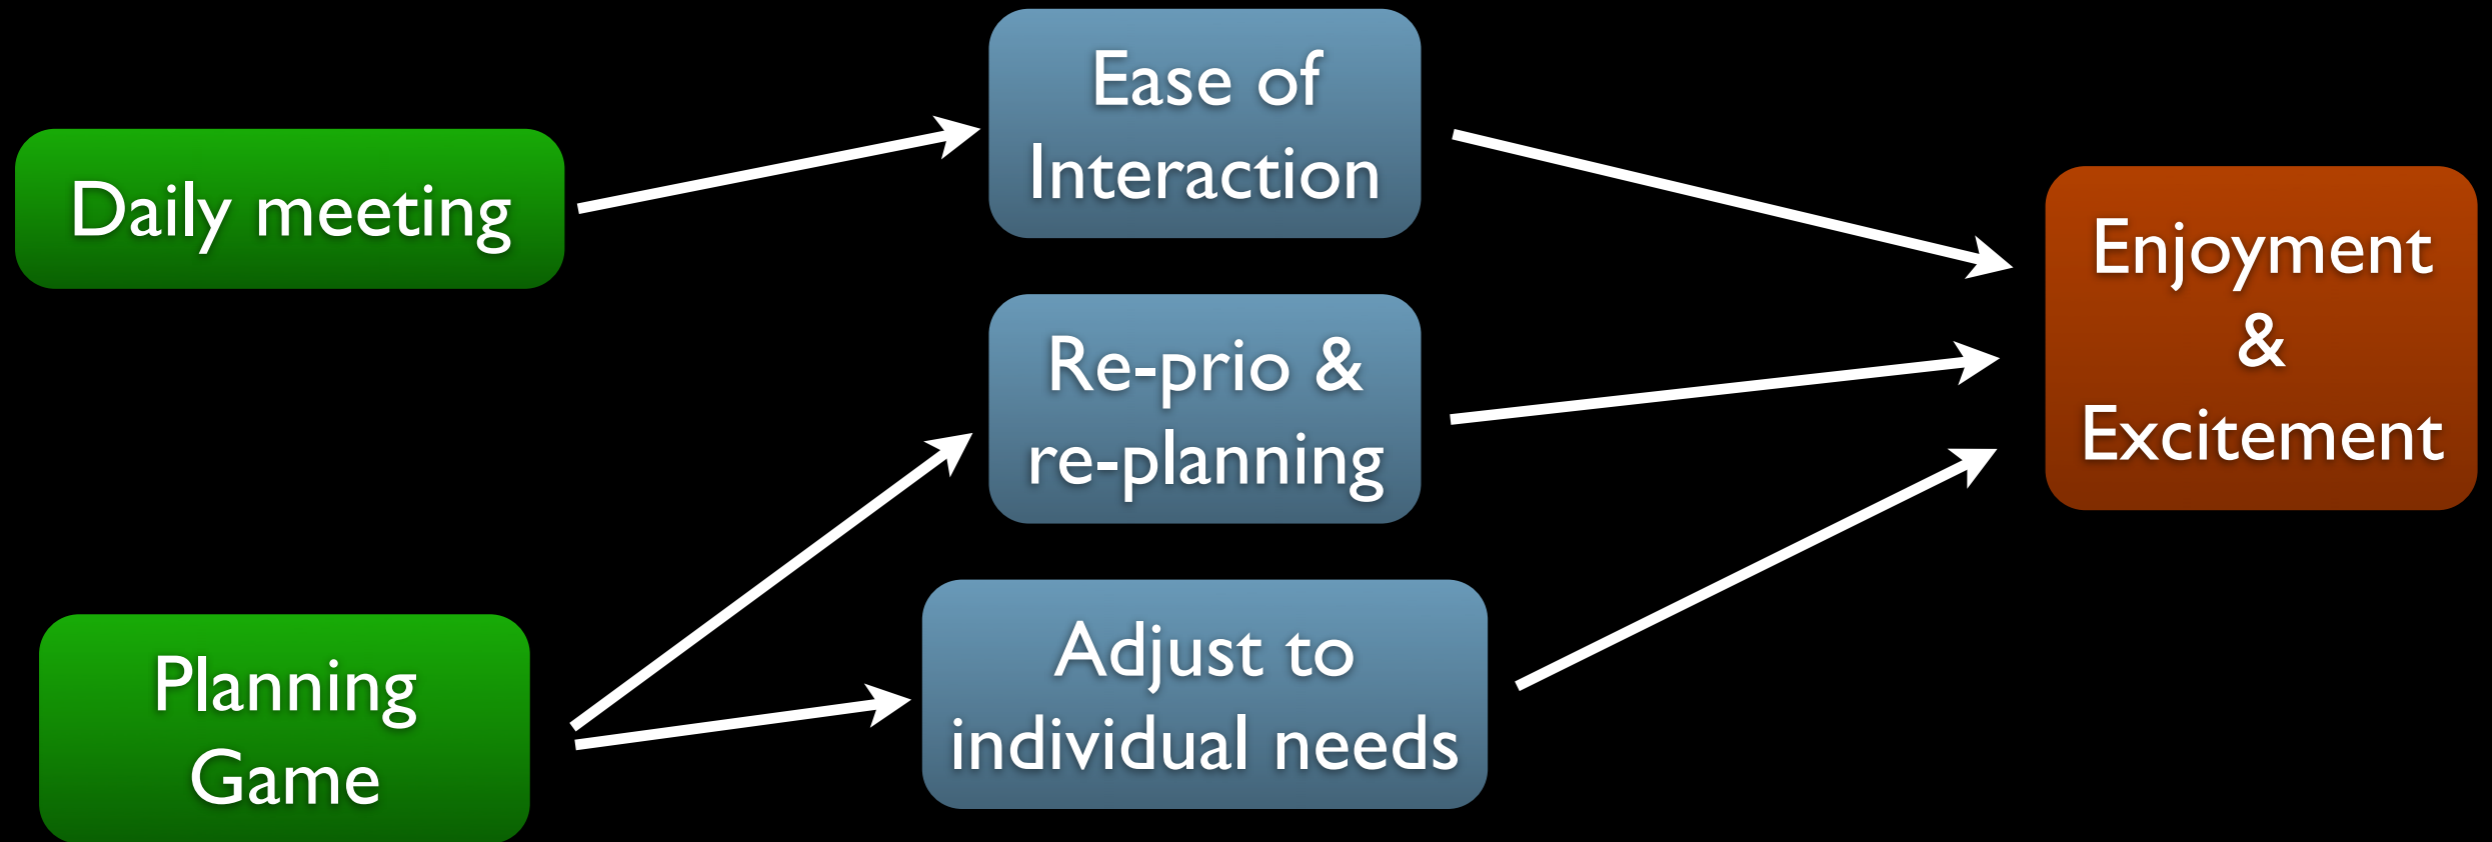 Daily meeting
Planning
Game
Ease of
Interaction
Re-prio &
re-planning
Adjust to
individual needs
Enjoyment
&
Excitement